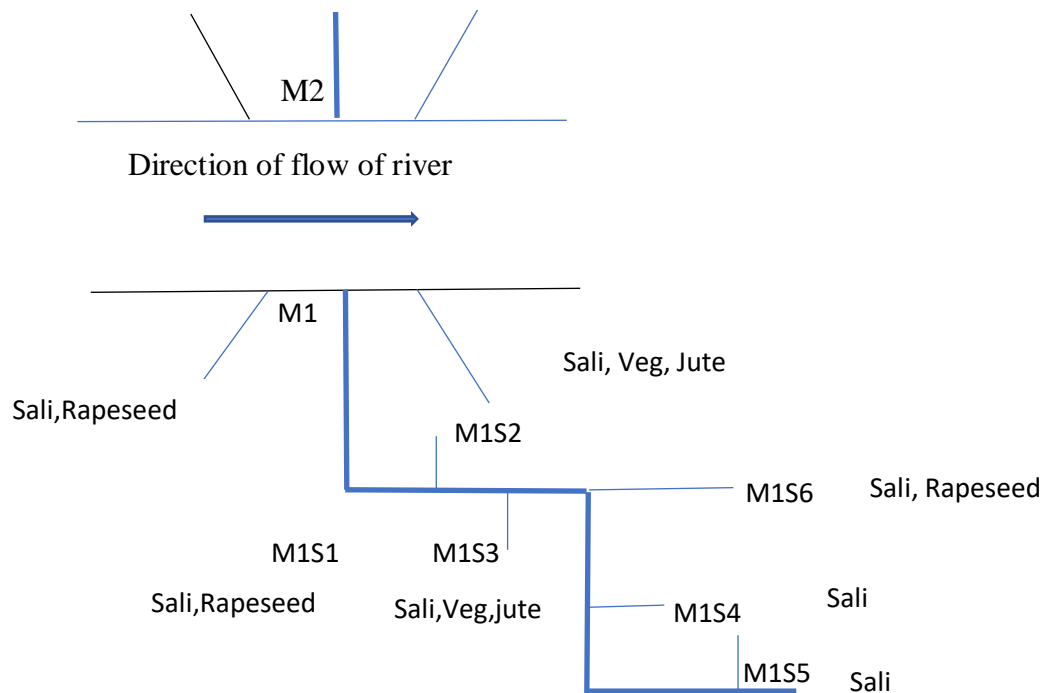 M2
Direction of flow of river
M1
Sali, Veg, Jute
Sali,Rapeseed
M1S2
M1S6
Sali, Rapeseed
M1S1
M1S3
Sali,Rapeseed
Sali,Veg,jute
Sali
M1S4
M1S5
Sali